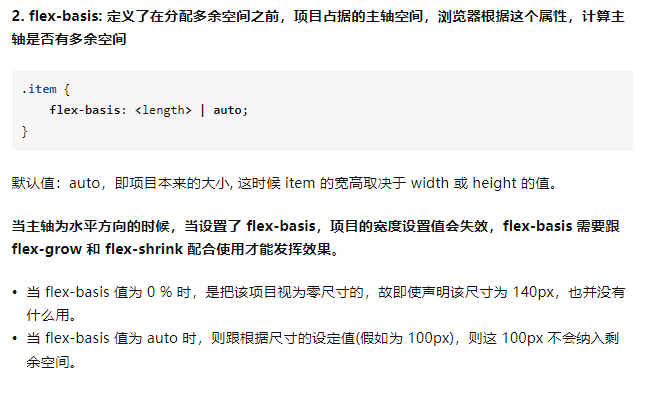 2. flex-basis: 定义了在分配多余空间之前，项目占据的主轴空间，浏览器根据这个属性，计算主
轴是否有多余空间
.item {
    flex-basis: <length> | auto;
}
默认值：auto，即项目本来的大小, 这时候 item 的宽高取决于 width 或 height 的值。
当主轴为水平方向的时候，当设置了 flex-basis，项目的宽度设置值会失效，flex-basis 需要跟
flex-grow 和 flex-shrink 配合使用才能发挥效果。
• 当 flex-basis 值为 0 % 时，是把该项目视为零尺寸的，故即使声明该尺寸为 140px，也并没有
什么用。
• 当 flex-basis 值为 auto 时，则跟根据尺寸的设定值(假如为 100px)，则这 100px 不会纳入剩
余空间。